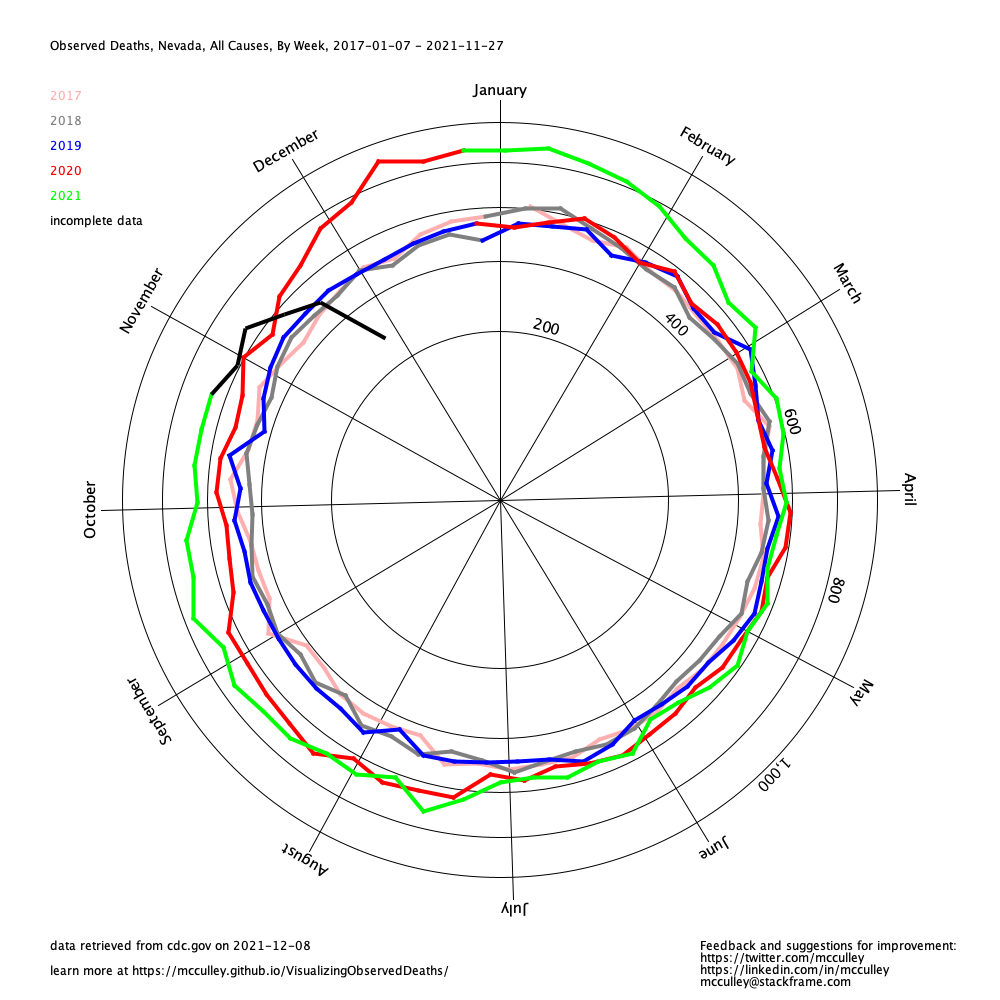 Observed Deaths, Nevada, All Causes, By Week, 2017-01-07 - 2021-11-27
January
2017
2018
2019
2020
2021
incomplete data
December
February
November
March
200
400
600
October
April
800
September
May
1,000
August
June
July
data retrieved from cdc.gov on 2021-12-08
learn more at https://mcculley.github.io/VisualizingObservedDeaths/
Feedback and suggestions for improvement:
https://twitter.com/mcculley
https://linkedin.com/in/mcculley
mcculley@stackframe.com